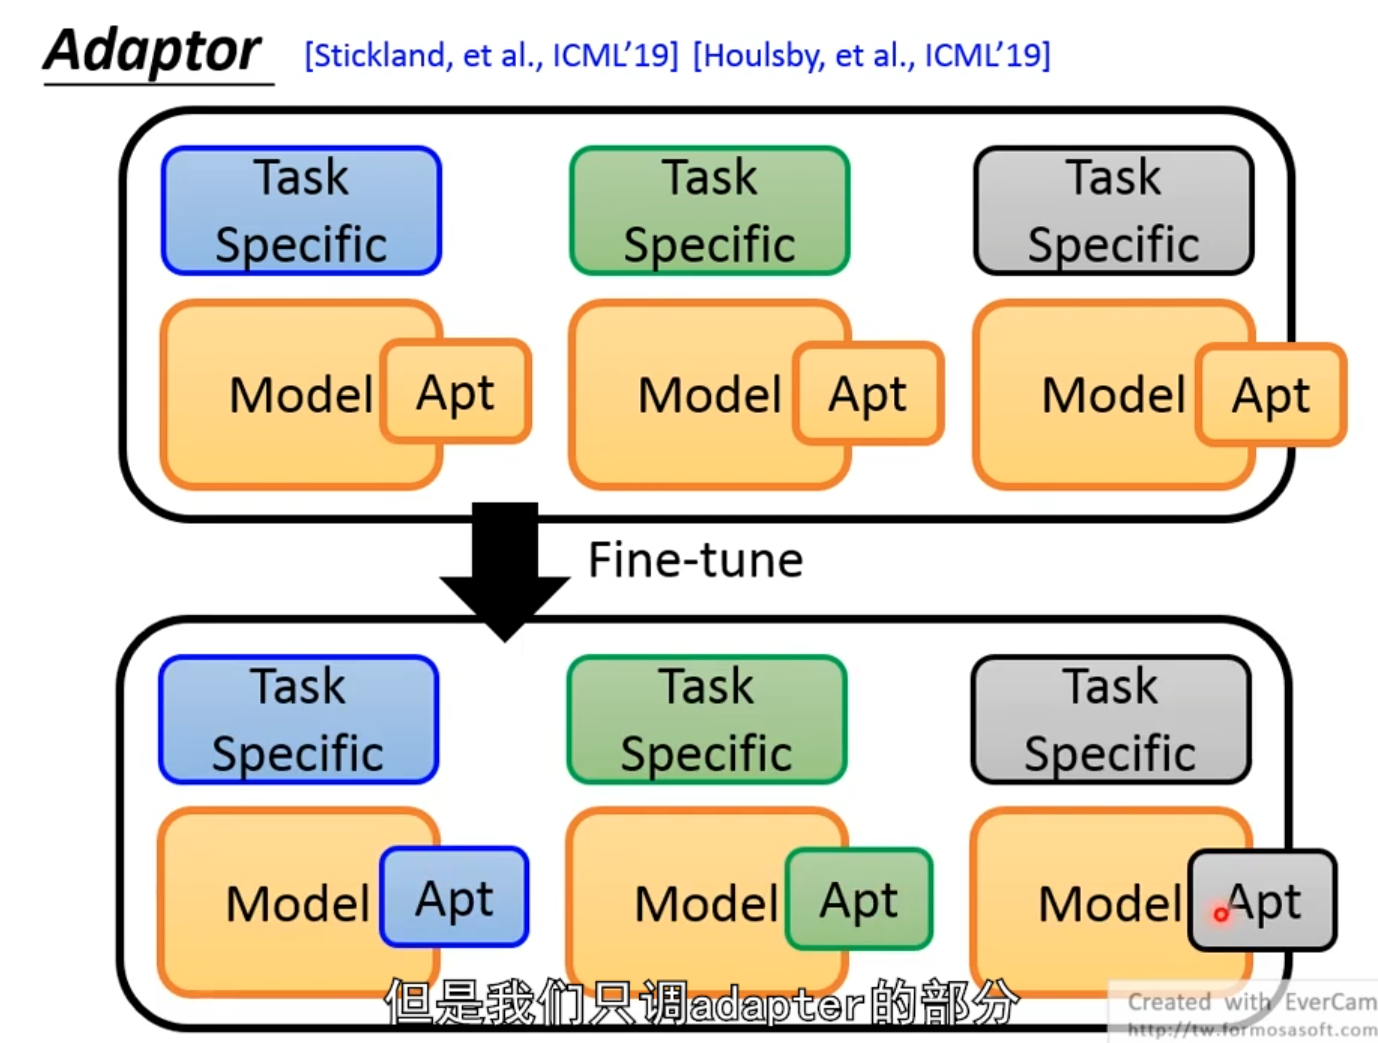 Adaptor [Stickland, et al., ICML’19] [Houlsby, et al., ICML’19]
Task Specific
Task Specific
Task Specific
Model Apt
Model Apt
Model Apt
Fine-tune
Task Specific
Task Specific
Task Specific
Model Apt
Model Apt
Model Apt
但是我们只调adapter的部分
Created with EverCam
http://tw.formosasoft.com